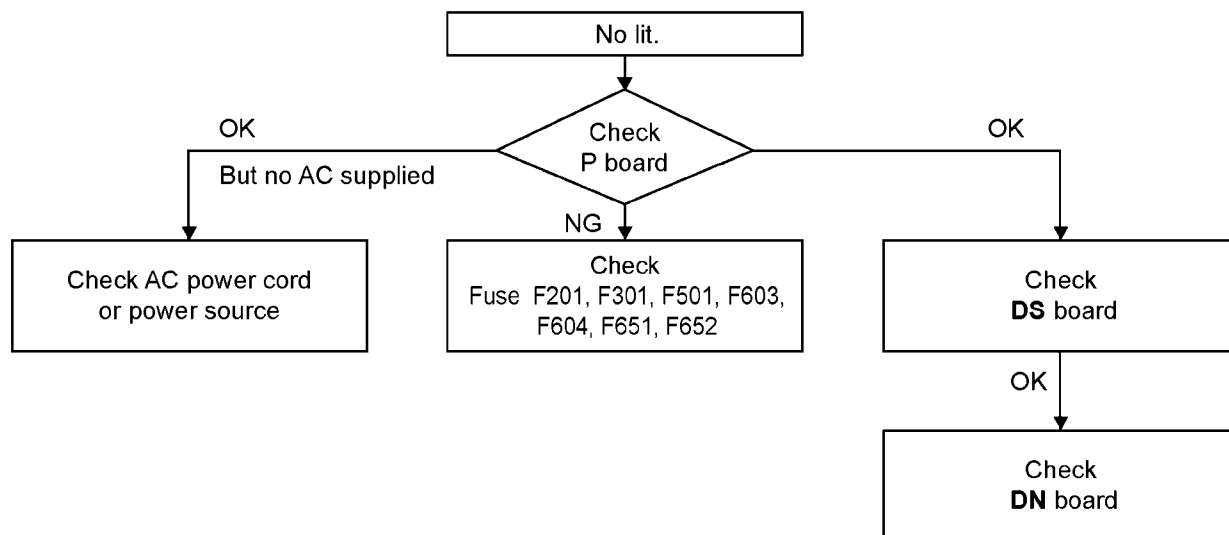 No lit.
Check
P board
OK
But no AC supplied
OK
NG
Check AC power cord
or power source
Check
Fuse F201, F301, F501, F603,
F604, F651, F652
Check
DS board
OK
Check
DN board